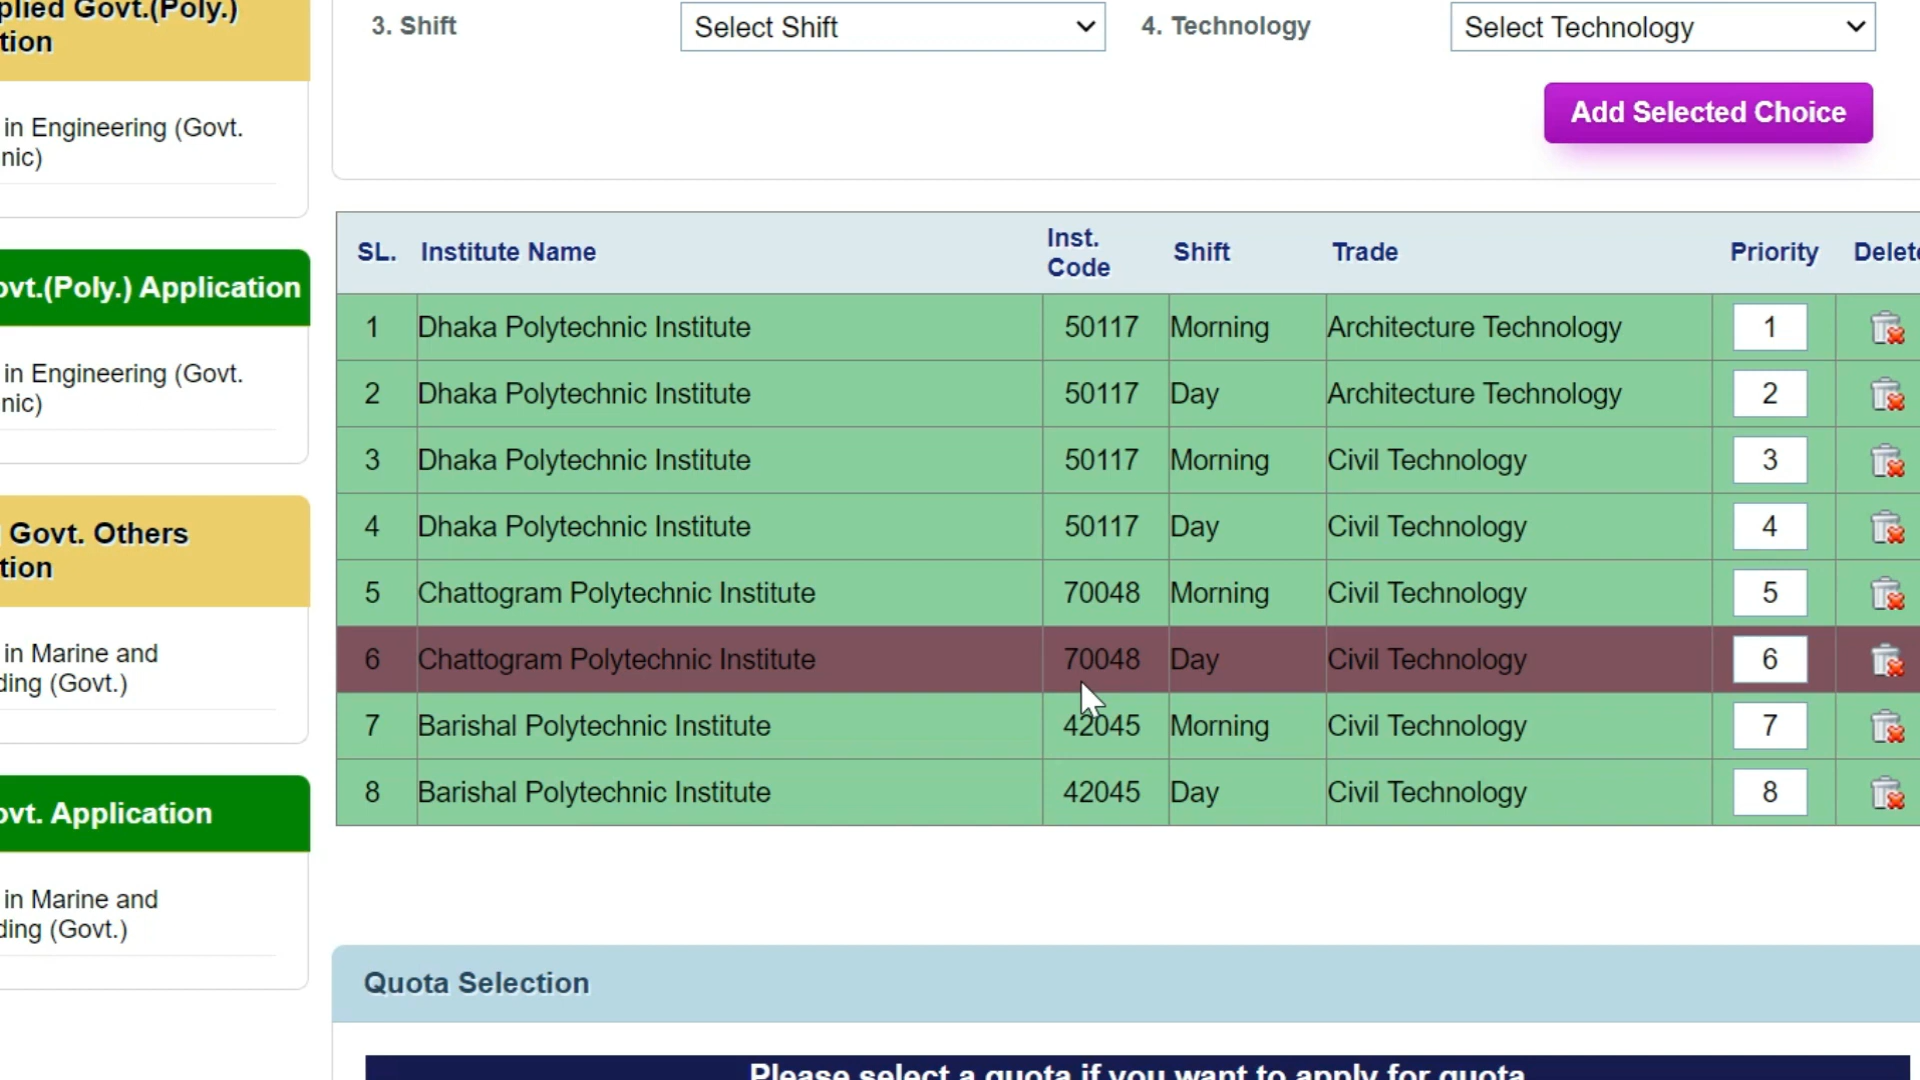 plied Govt.(Poly.)
tion
in Engineering (Govt.
nic)
ovt.(Poly.) Application
in Engineering (Govt.
nic)
Govt. Others
tion
in Marine and
ding (Govt.)
ovt. Application
in Marine and
ding (Govt.)
3. Shift Select Shift 4. Technology Select Technology
Add Selected Choice
SL. Institute Name Inst. Code Shift Trade Priority Delete
1 Dhaka Polytechnic Institute 50117 Morning Architecture Technology 1
2 Dhaka Polytechnic Institute 50117 Day Architecture Technology 2
3 Dhaka Polytechnic Institute 50117 Morning Civil Technology 3
4 Dhaka Polytechnic Institute 50117 Day Civil Technology 4
5 Chattogram Polytechnic Institute 70048 Morning Civil Technology 5
6 Chattogram Polytechnic Institute 70048 Day Civil Technology 6
7 Barishal Polytechnic Institute 42045 Morning Civil Technology 7
8 Barishal Polytechnic Institute 42045 Day Civil Technology 8
Quota Selection
Please select a quota if you want to apply for quota